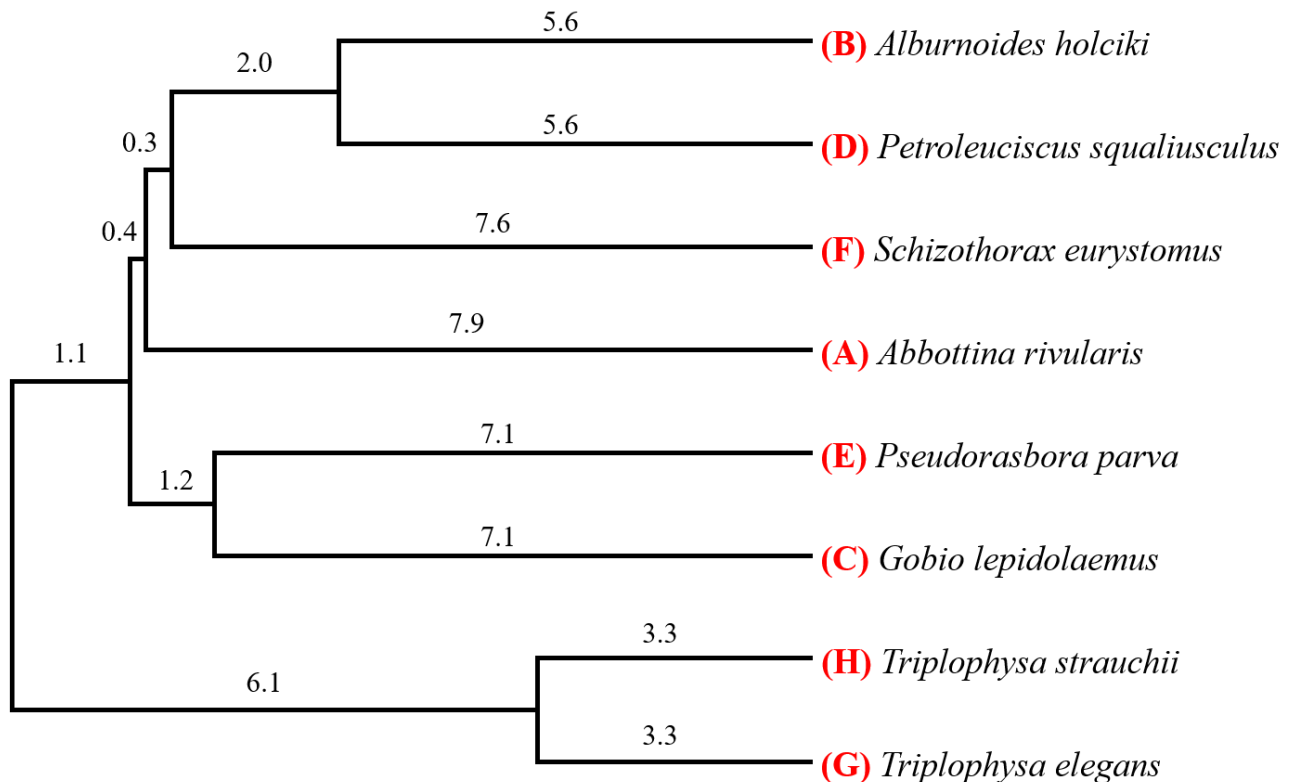 5.6
(B) Alburnoides holciki
2.0
5.6
0.3
(D) Petroleuciscus squaliusculus
7.6
0.4
(F) Schizothorax eurystomus
7.9
1.1
(A) Abbottina rivularis
7.1
(E) Pseudorasbora parva
1.2
7.1
(C) Gobio lepidolaemus
3.3
(H) Triplophysa strauchii
6.1
3.3
(G) Triplophysa elegans